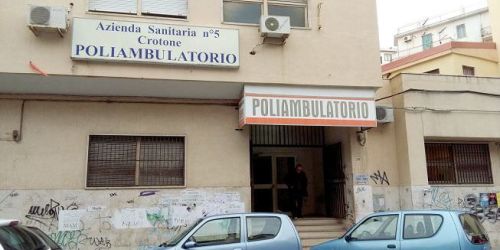 Azienda Sanitaria n°5
Crotone
POLIAMBULATORIO
POLIAMBULATORIO